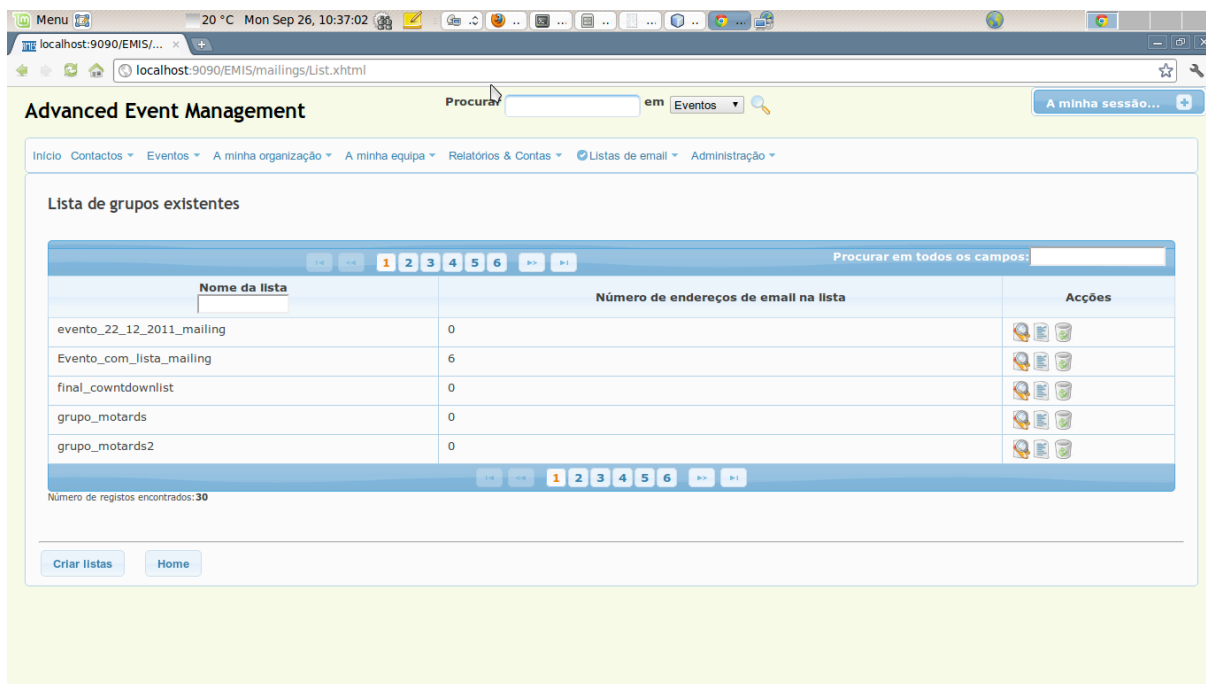 Menu 20 °C Mon Sep 26, 10:37:02
localhost:9090/EMIS/... ×
localhost:9090/EMIS/mailings/List.xhtml
Advanced Event Management Procurar em Eventos A minha sessão...
Início Contactos Eventos A minha organização A minha equipa Relatórios & Contas Listas de email Administração
Lista de grupos existentes
1 2 3 4 5 6 Procurar em todos os campos:
Nome da lista Número de endereços de email na lista Acções
evento_22_12_2011_mailing 0
Evento_com_lista_mailing 6
final_cowntdownlist 0
grupo_motards 0
grupo_motards2 0
1 2 3 4 5 6
Número de registos encontrados:30
Criar listas Home